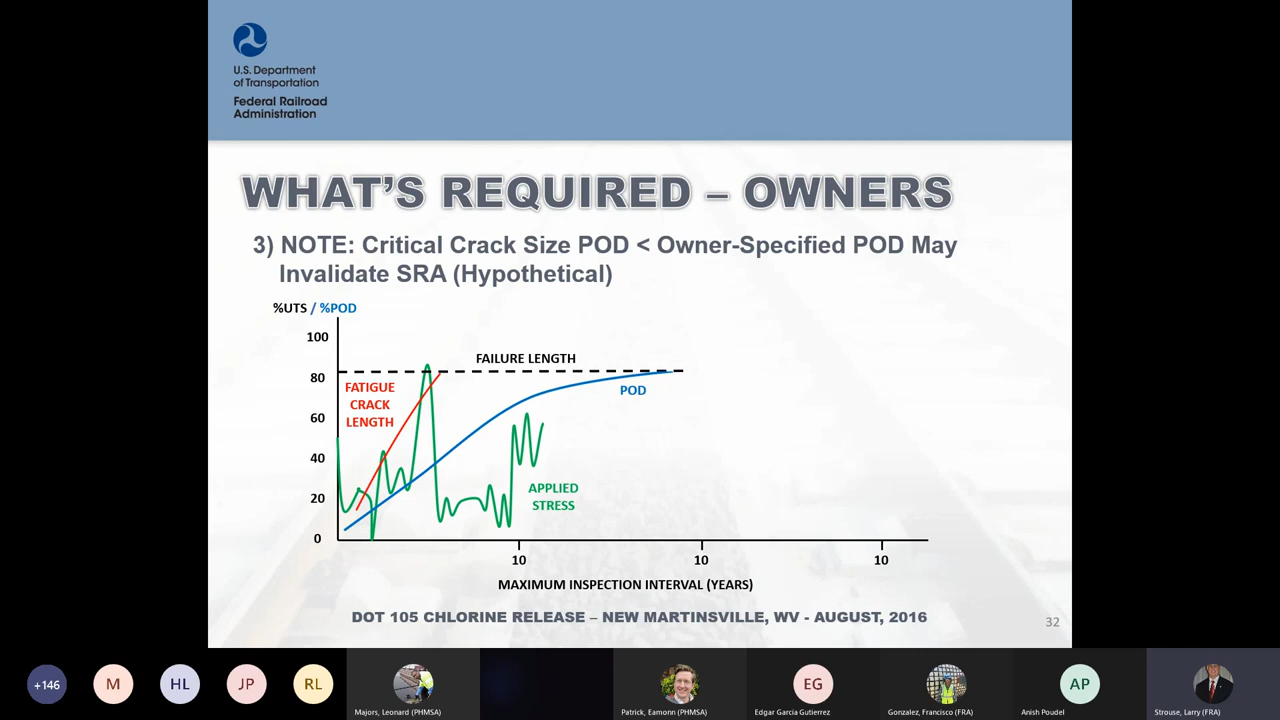 U.S. Department
of Transportation
Federal Railroad
Administration
WHAT'S REQUIRED – OWNERS
3) NOTE: Critical Crack Size POD < Owner-Specified POD May
Invalidate SRA (Hypothetical)
%UTS / %POD
100
80
60
40
20
0
FAILURE LENGTH
FATIGUE
CRACK
LENGTH
POD
APPLIED
STRESS
10
10
10
MAXIMUM INSPECTION INTERVAL (YEARS)
DOT 105 CHLORINE RELEASE – NEW MARTINSVILLE, WV - AUGUST, 2016
32
+146
M
HL
JP
RL
EG
AP
Majors, Leonard (PHMSA)
Patrick, Eamonn (PHMSA)
Edgar Garcia Gutierrez
Gonzalez, Francisco (FRA)
Anish Poudel
Strouse, Larry (FRA)